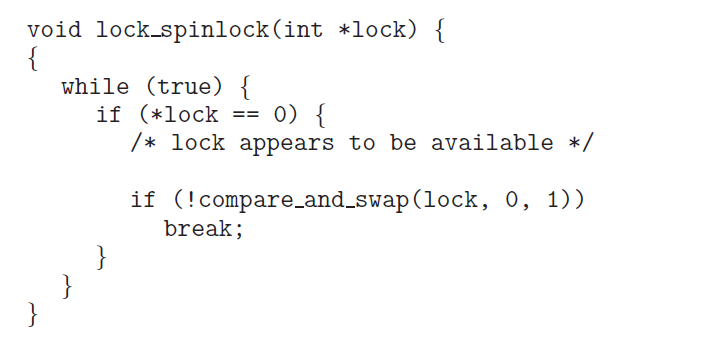 void lock_spinlock(int *lock) {
{
while (true) {
if (*lock == 0) {
/* lock appears to be available */
if (!compare_and_swap(lock, 0, 1))
break;
}
}
}